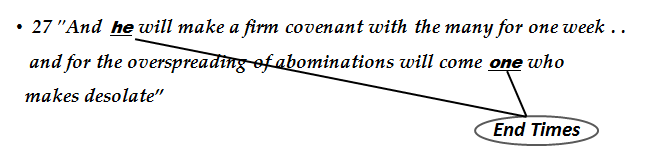 • 27 "And he will make a firm covenant with the many for one week . .
and for the overspreading of abominations will come one who
makes desolate"
End Times